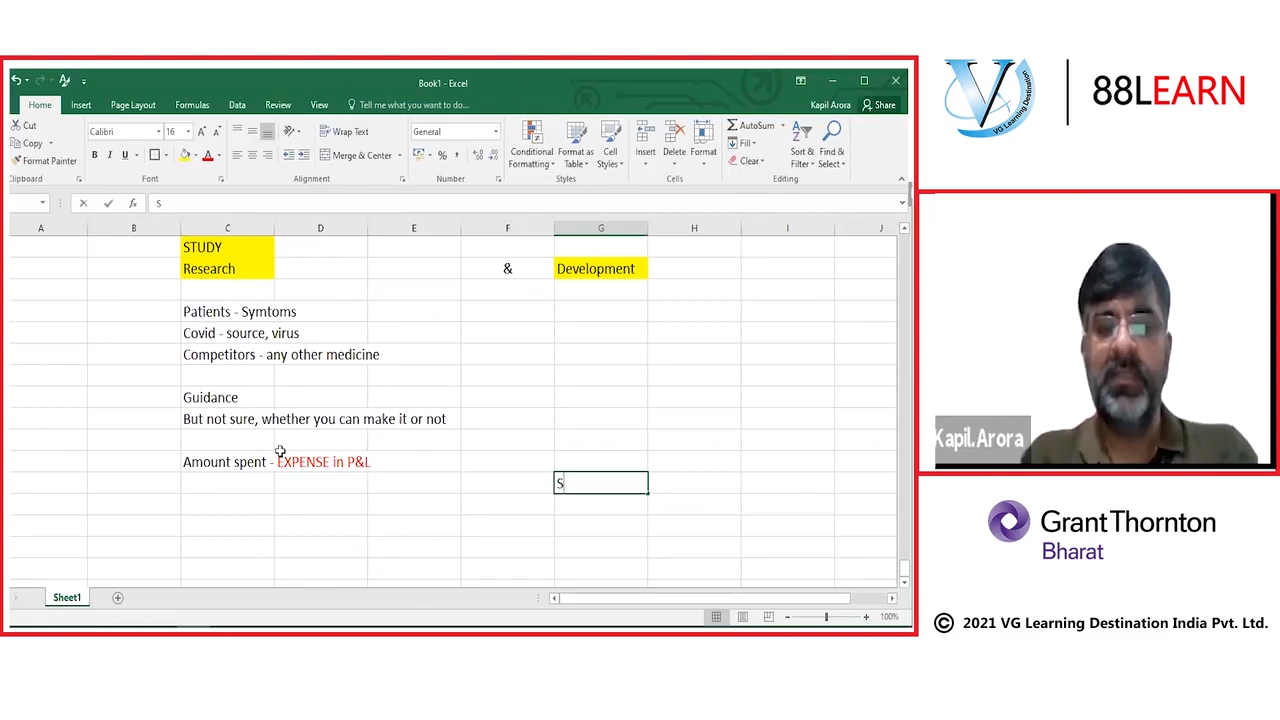 Book1 - Excel
Home Insert Page Layout Formulas Data Review View Tell me what you want to do... Kapil Arora Share
Cut
Copy
Format Painter
Clipboard
Calibri 16
B I U
Font
Wrap Text
Merge & Center
Alignment
General
%
Number
Conditional Formatting
Format as Table
Cell Styles
Styles
Insert Delete Format
Cells
AutoSum
Fill
Clear
Sort & Filter
Find & Select
Editing
fx S
A B C D E F G H I J
STUDY
Research & Development
Patients - Symtoms
Covid - source, virus
Competitors - any other medicine
Guidance
But not sure, whether you can make it or not
Amount spent - EXPENSE in P&L
S
Sheet1
100%
V
VG Learning Destination
88LEARN
Kapil.Arora
Grant Thornton
Bharat
© 2021 VG Learning Destination India Pvt. Ltd.